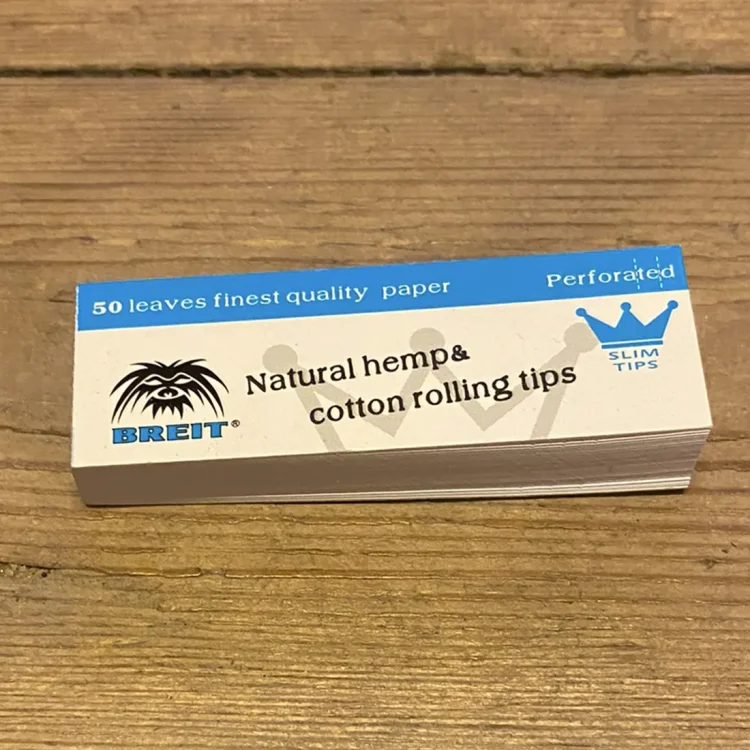 50 leaves finest quality paper
Perforated
Natural hemp&
cotton rolling tips
SLIM
TIPS
BREIT®